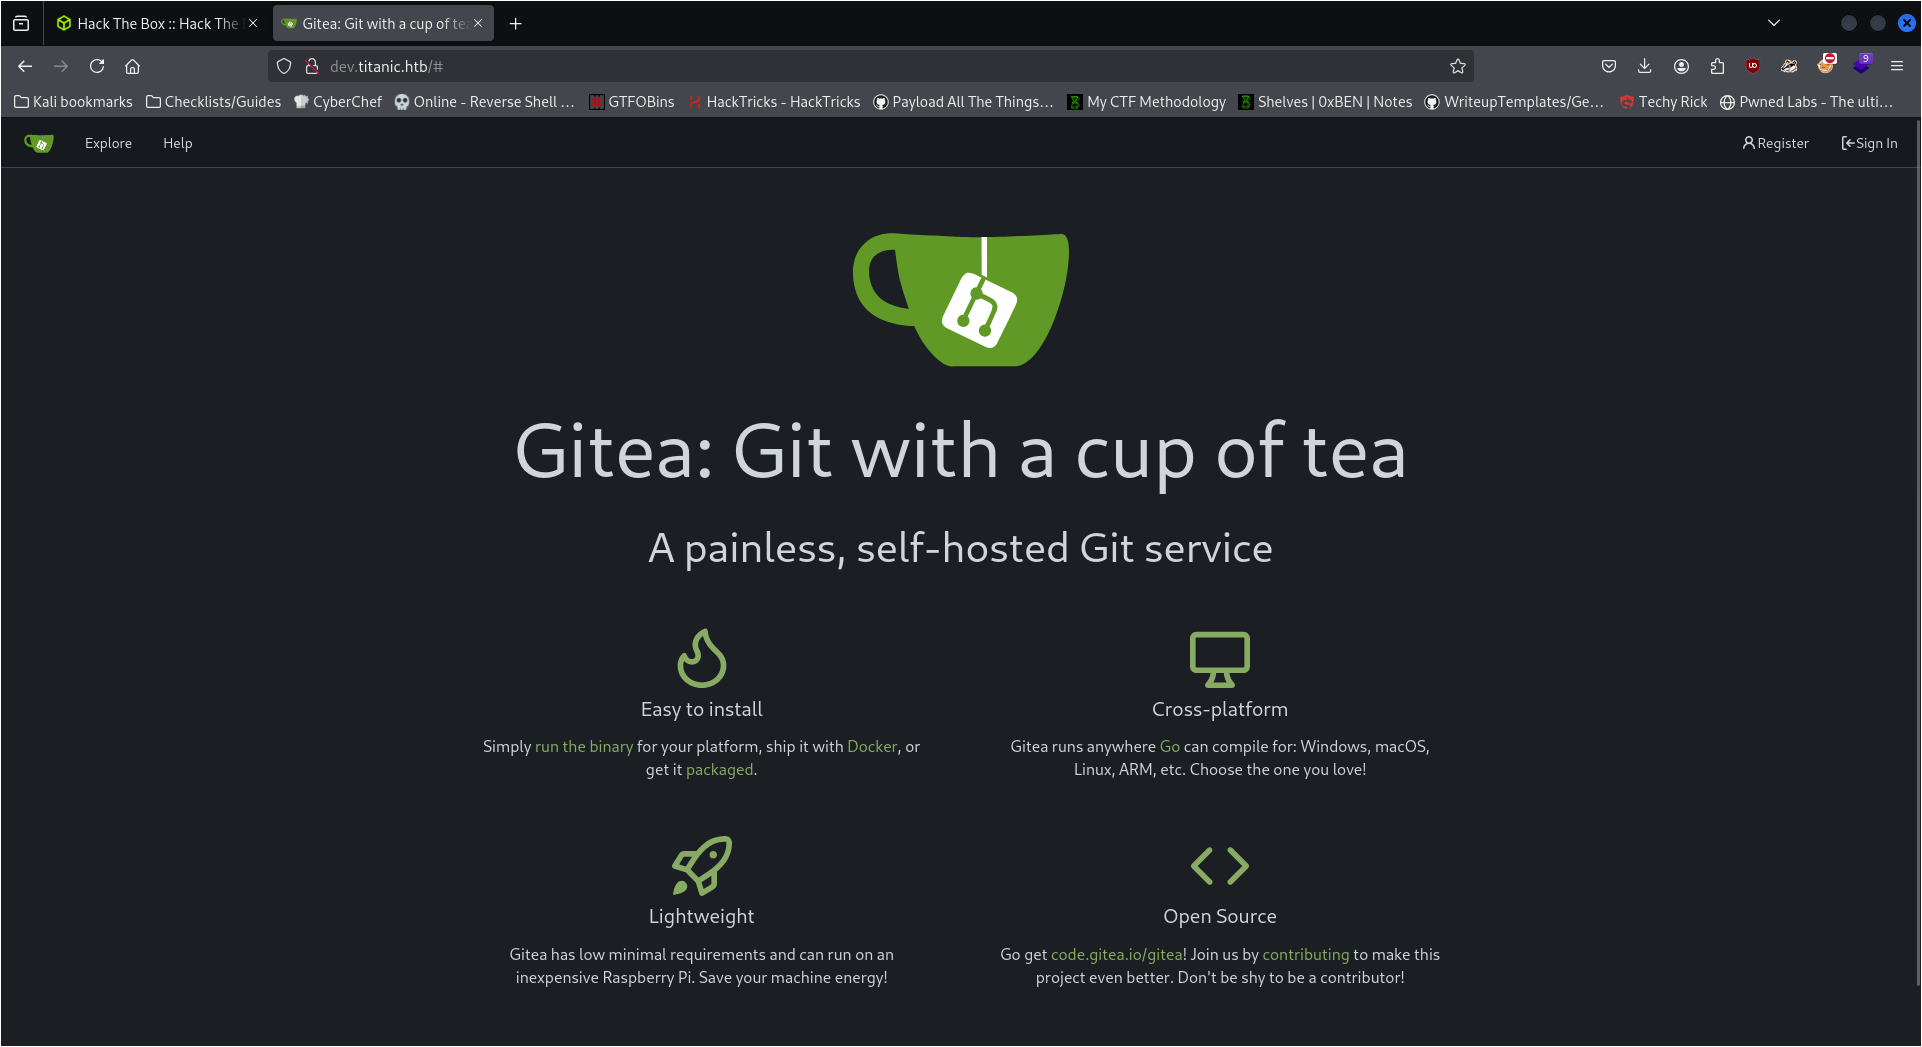 Hack The Box :: Hack The
Gitea: Git with a cup of te
dev.titanic.htb/#
9
Kali bookmarks
Checklists/Guides
CyberChef
Online - Reverse Shell …
GTFOBins
HackTricks - HackTricks
Payload All The Things…
My CTF Methodology
Shelves | 0xBEN | Notes
WriteupTemplates/Ge…
Techy Rick
Pwned Labs - The ulti…
Explore
Help
Register
Sign In
Gitea: Git with a cup of tea
A painless, self-hosted Git service
Easy to install
Simply run the binary for your platform, ship it with Docker, or
get it packaged.
Cross-platform
Gitea runs anywhere Go can compile for: Windows, macOS,
Linux, ARM, etc. Choose the one you love!
Lightweight
Gitea has low minimal requirements and can run on an
inexpensive Raspberry Pi. Save your machine energy!
Open Source
Go get code.gitea.io/gitea! Join us by contributing to make this
project even better. Don't be shy to be a contributor!